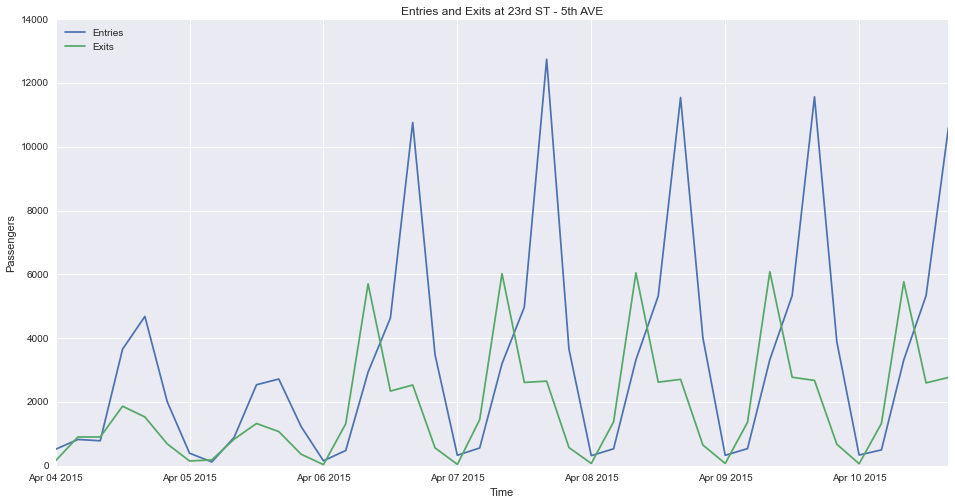 Entries and Exits at 23rd ST - 5th AVE
14000
12000
10000
8000
6000
4000
2000
0
Passengers
Entries
Exits
Apr 04 2015
Apr 05 2015
Apr 06 2015
Apr 07 2015
Apr 08 2015
Apr 09 2015
Apr 10 2015
Time